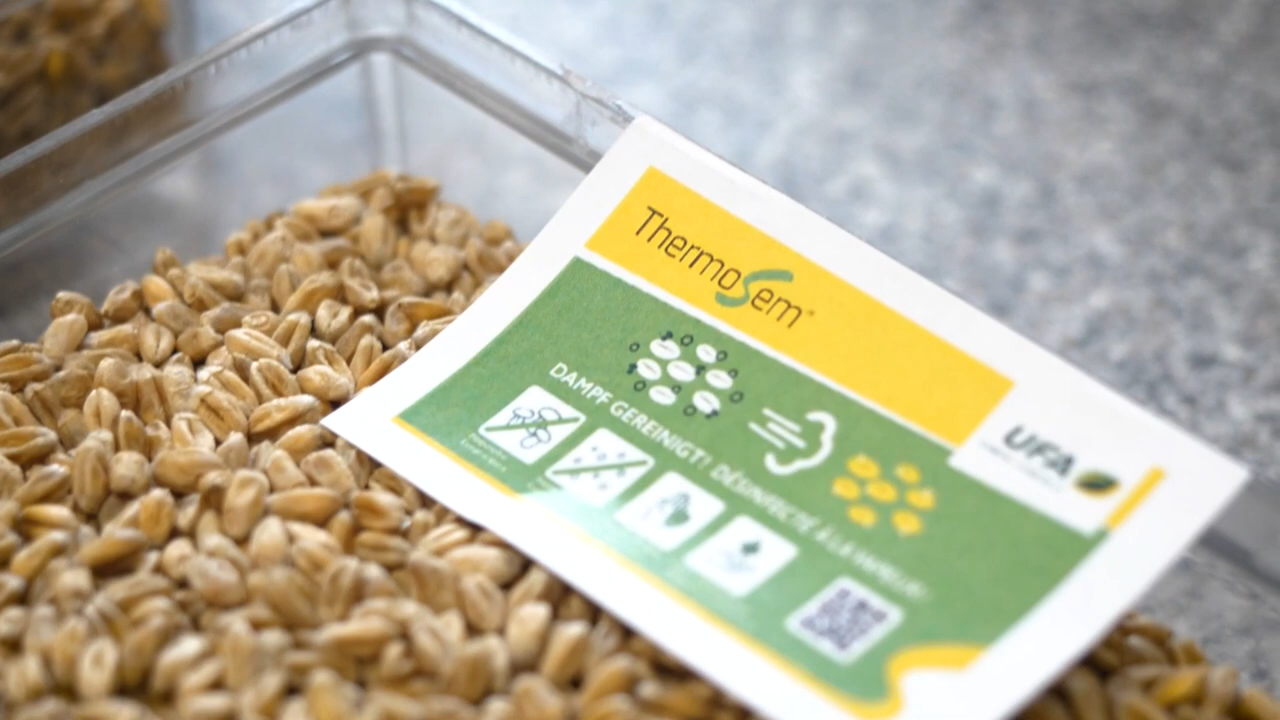 ThermoSem
UFA
DAMPF GEREINIGT! DÉSINFECTÉ À LA VAPEUR!